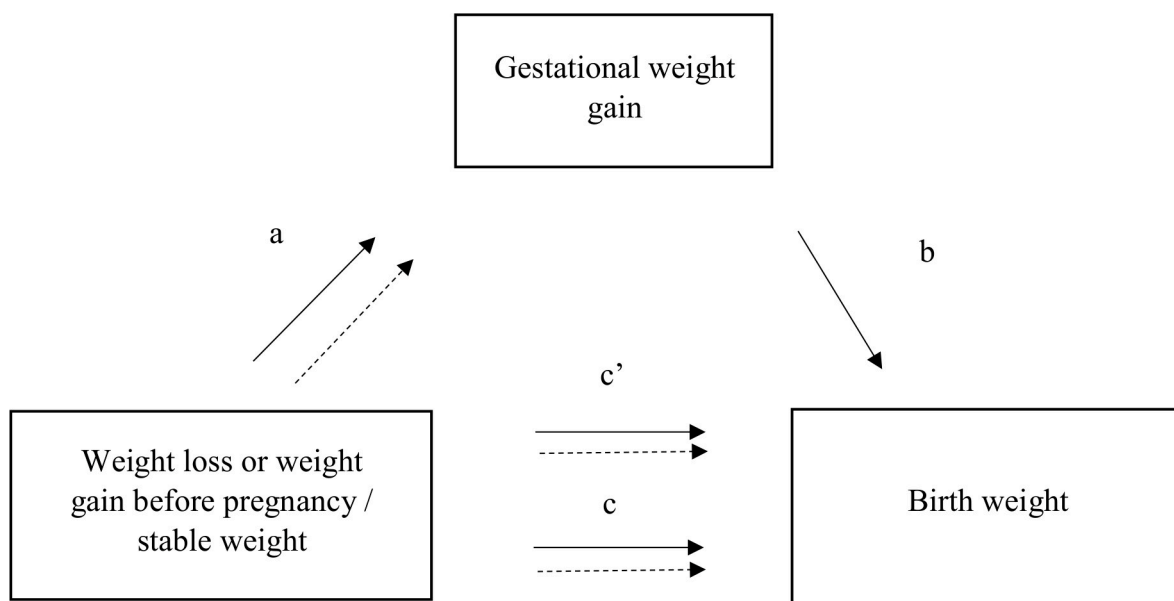 Gestational weight
gain
a
b
c’
Weight loss or weight
gain before pregnancy /
stable weight
c
Birth weight